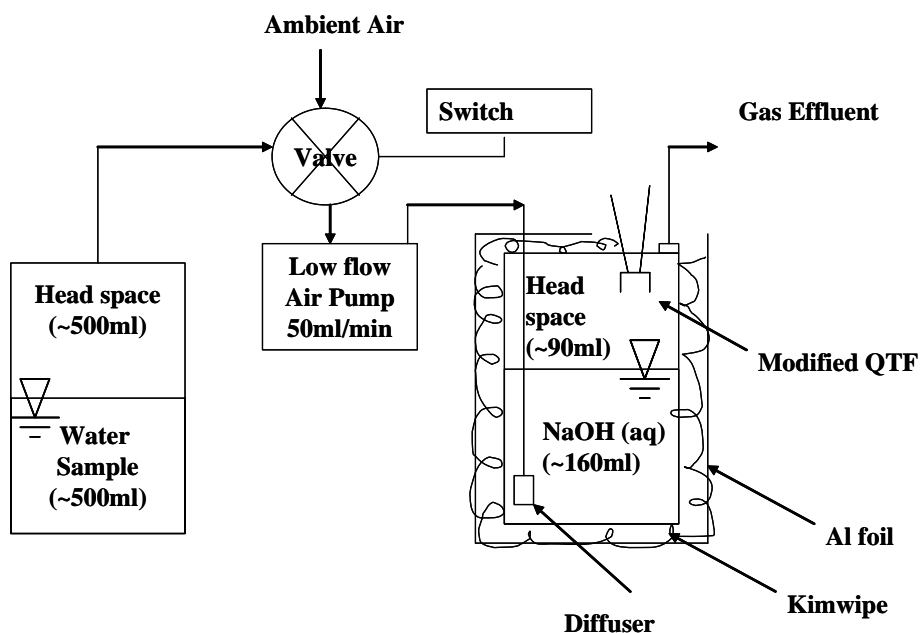 Ambient Air
Switch
Gas Effluent
Valve
Head space
(~500ml)
Low flow
Air Pump
50ml/min
Head
space
(~90ml)
Modified QTF
Water
Sample
(~500ml)
NaOH (aq)
(~160ml)
Al foil
Kimwipe
Diffuser